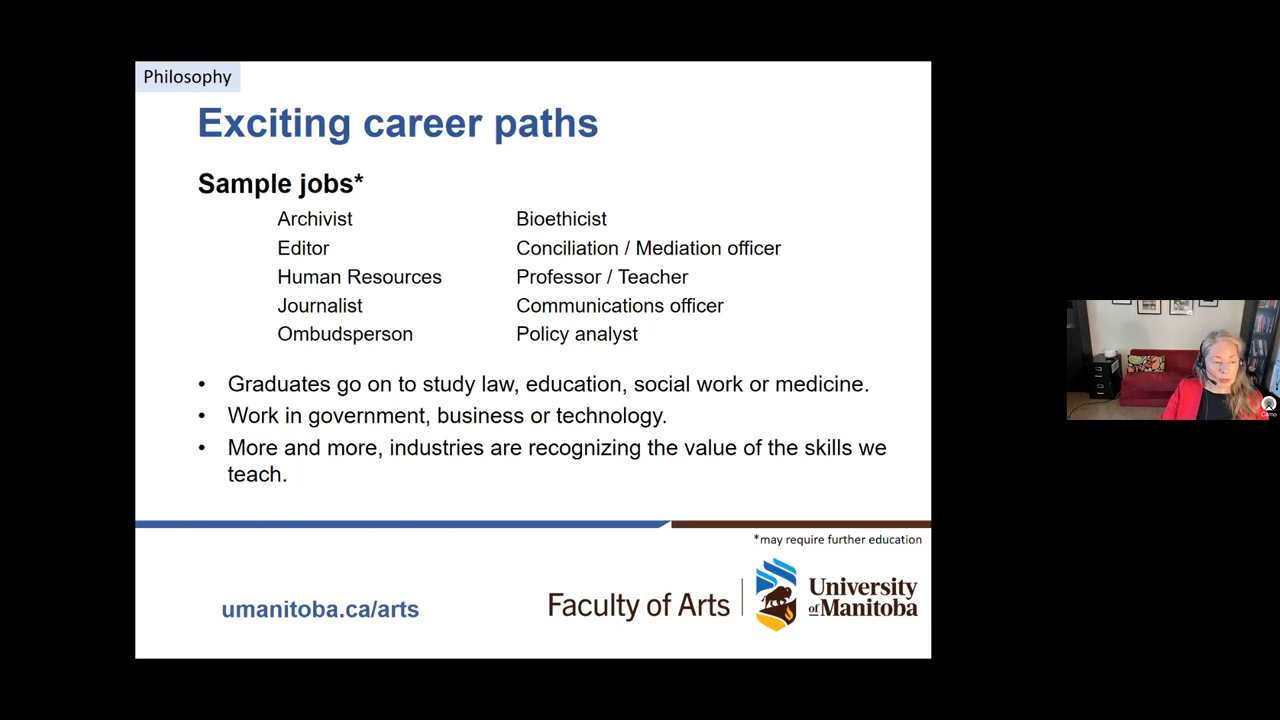 Philosophy
Exciting career paths
Sample jobs*
Archivist
Bioethicist
Editor
Conciliation / Mediation officer
Human Resources
Professor / Teacher
Journalist
Communications officer
Ombudsperson
Policy analyst
• Graduates go on to study law, education, social work or medicine.
• Work in government, business or technology.
• More and more, industries are recognizing the value of the skills we
teach.
*may require further education
umanitoba.ca/arts
Faculty of Arts
University
of Manitoba
Camo